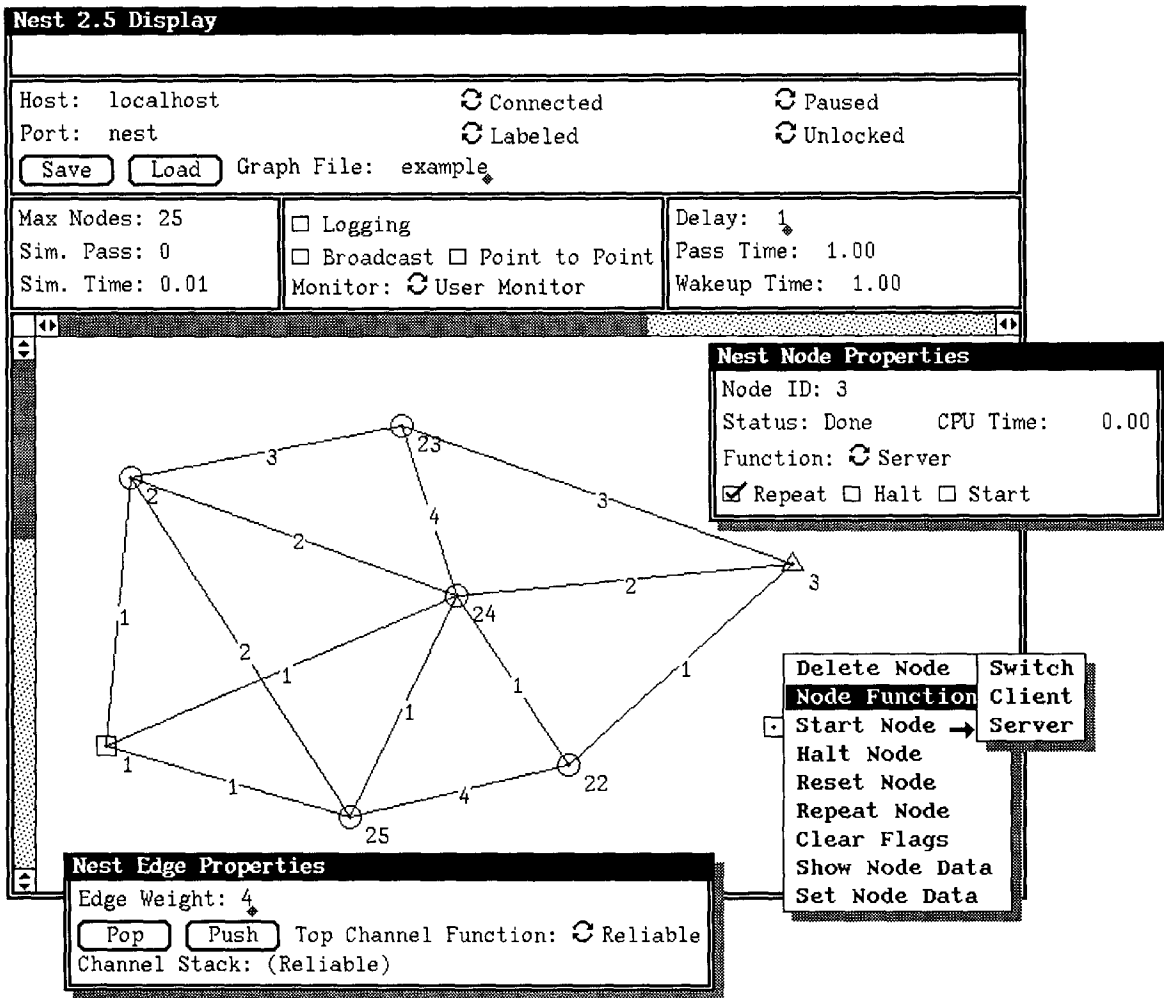 Nest 2.5 Display
Host: localhost
Connected
Paused
Port: nest
Labeled
Unlocked
Save Load Graph File: example
Max Nodes: 25
Sim. Pass: 0
Sim. Time: 0.01
Logging
Broadcast Point to Point
Monitor: User Monitor
Delay: 1
Pass Time: 1.00
Wakeup Time: 1.00
Nest Node Properties
Node ID: 3
Status: Done CPU Time: 0.00
Function: Server
Repeat Halt Start
23
3
2
3
4
2
24
2
3
1
2
1
1
1
1
1
1
4
22
25
Delete Node
Node Function
Start Node
Halt Node
Reset Node
Repeat Node
Clear Flags
Show Node Data
Set Node Data
Switch
Client
Server
Nest Edge Properties
Edge Weight: 4
Pop Push Top Channel Function: Reliable
Channel Stack: (Reliable)